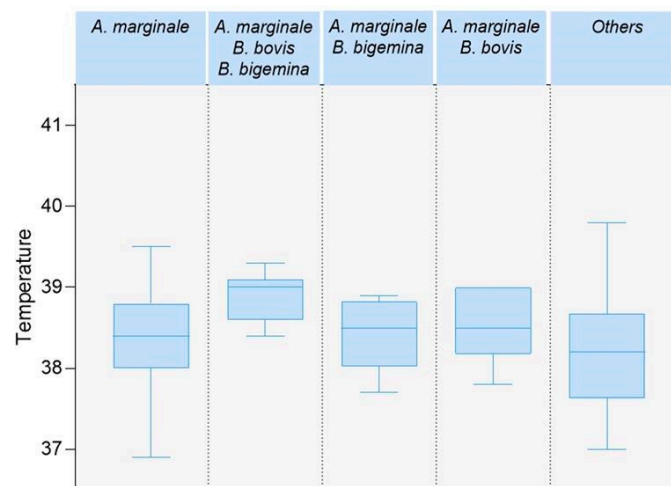 A. marginale
A. marginale
B. bovis
B. bigemina
A. marginale
B. bigemina
A. marginale
B. bovis
Others
Temperature
41
40
39
38
37